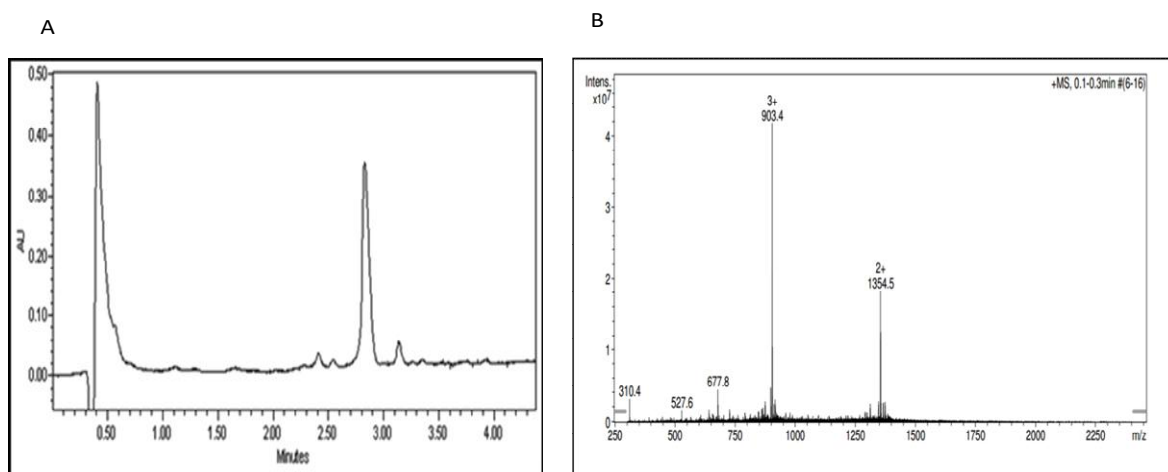 A
0.50
0.40
0.30
0.20
0.10
0.00
AU
0.50 1.00 1.50 2.00 2.50 3.00 3.50 4.00
Minutes
B
Intens.
x10⁷
+MS, 0.1-0.3min #(6-16)
3+
903.4
4
3
2+
1354.5
2
1
677.8
310.4
527.6
0
250 500 750 1000 1250 1500 1750 2000 2250 m/z